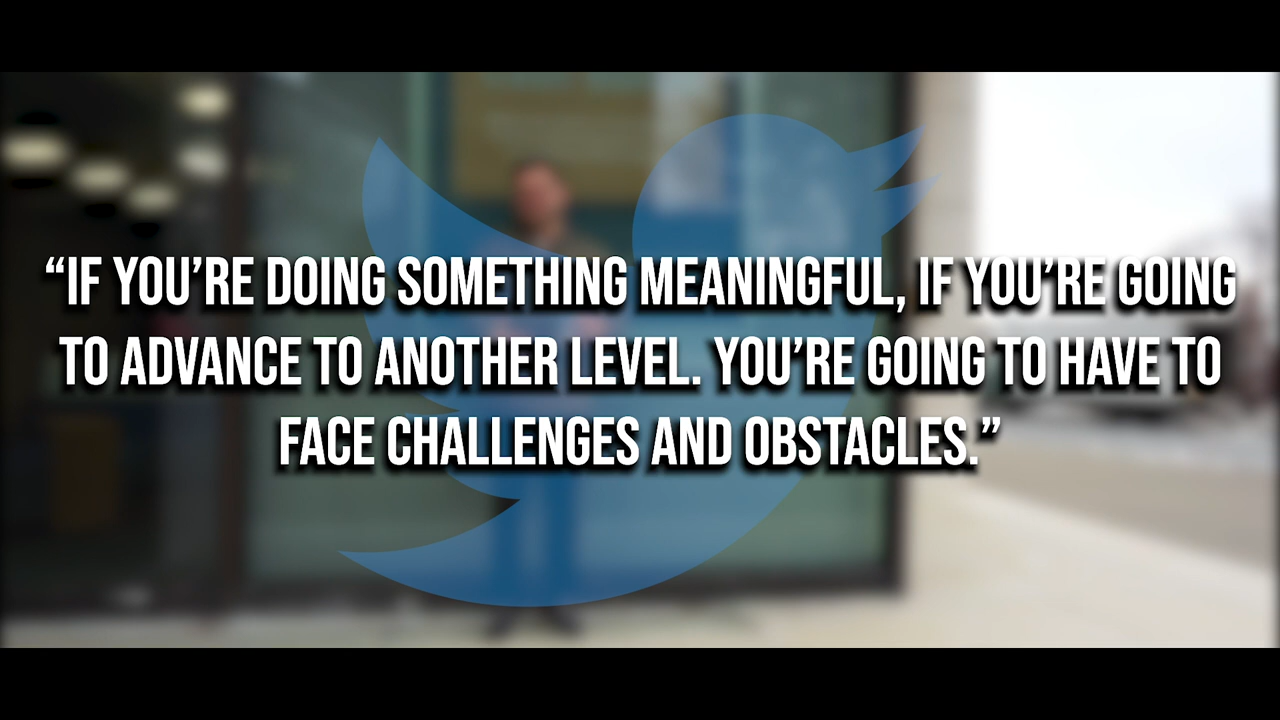 “IF YOU’RE DOING SOMETHING MEANINGFUL, IF YOU’RE GOING
TO ADVANCE TO ANOTHER LEVEL. YOU’RE GOING TO HAVE TO
FACE CHALLENGES AND OBSTACLES.”